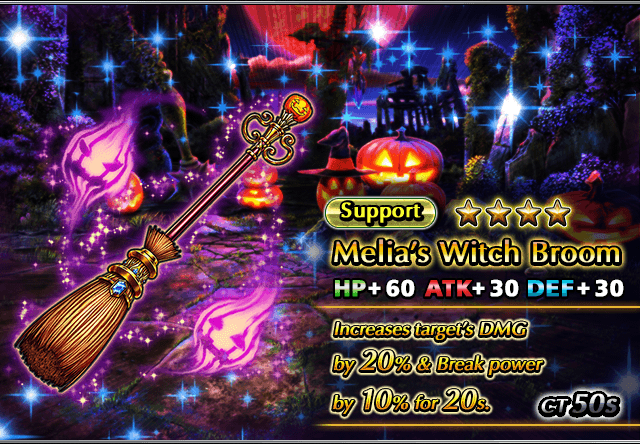 Support
Melia's Witch Broom
HP+60 ATK+30 DEF+30
Increases target's DMG
by 20% & Break power
by 10% for 20s.
CT 50s